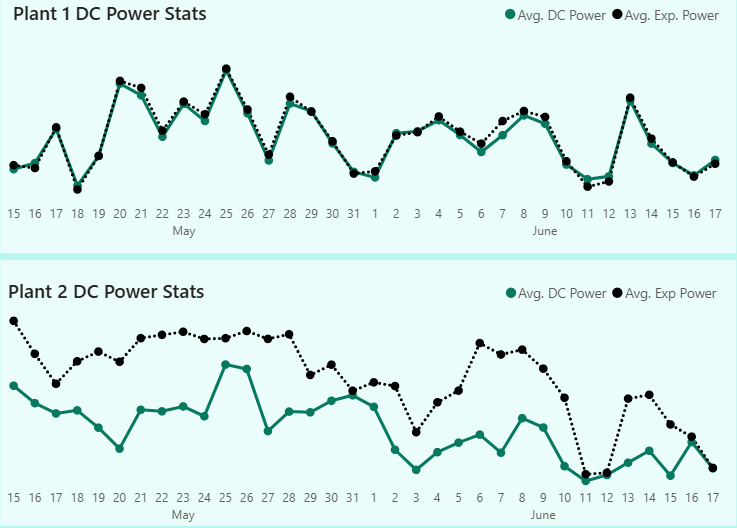 Plant 1 DC Power Stats
Avg. DC Power Avg. Exp. Power
15 16 17 18 19 20 21 22 23 24 25 26 27 28 29 30 31 1 2 3 4 5 6 7 8 9 10 11 12 13 14 15 16 17
May June
Plant 2 DC Power Stats
Avg. DC Power Avg. Exp Power
15 16 17 18 19 20 21 22 23 24 25 26 27 28 29 30 31 1 2 3 4 5 6 7 8 9 10 11 12 13 14 15 16 17
May June